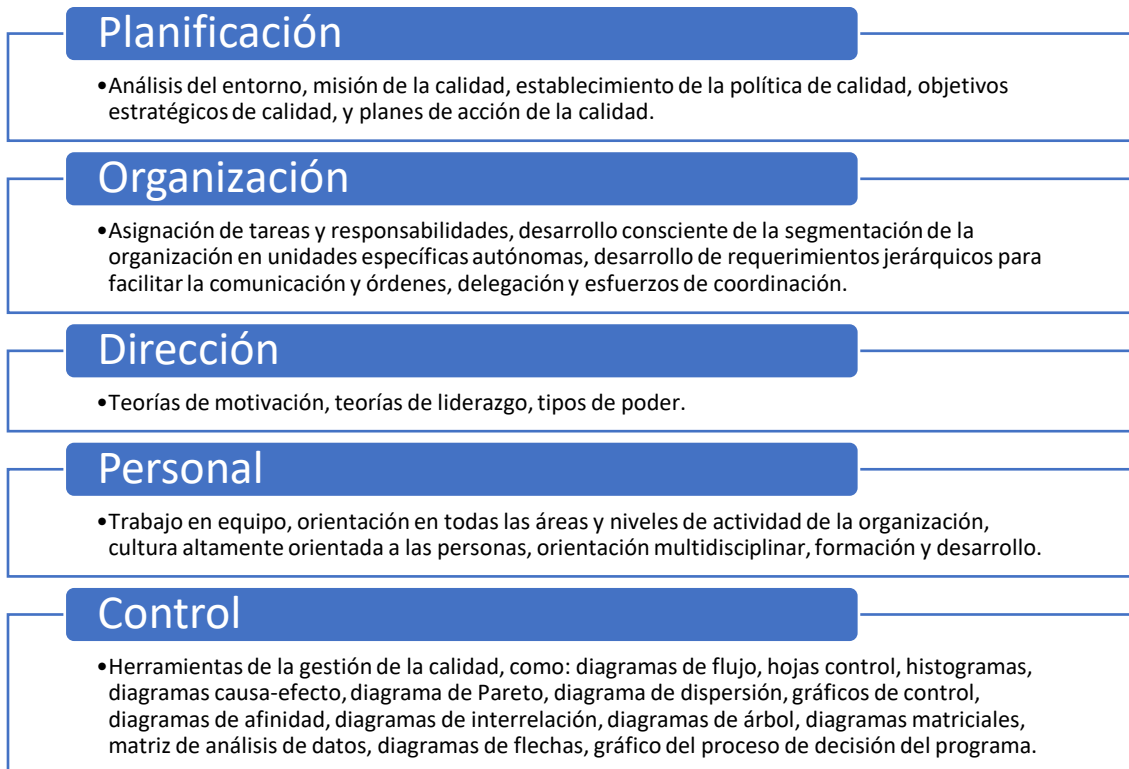 Planificación
•Análisis del entorno, misión de la calidad, establecimiento de la política de calidad, objetivos
estratégicos de calidad, y planes de acción de la calidad.
Organización
•Asignación de tareas y responsabilidades, desarrollo consciente de la segmentación de la
organización en unidades específicas autónomas, desarrollo de requerimientos jerárquicos para
facilitar la comunicación y órdenes, delegación y esfuerzos de coordinación.
Dirección
•Teorías de motivación, teorías de liderazgo, tipos de poder.
Personal
•Trabajo en equipo, orientación en todas las áreas y niveles de actividad de la organización,
cultura altamente orientada a las personas, orientación multidisciplinar, formación y desarrollo.
Control
•Herramientas de la gestión de la calidad, como: diagramas de flujo, hojas control, histogramas,
diagramas causa-efecto, diagrama de Pareto, diagrama de dispersión, gráficos de control,
diagramas de afinidad, diagramas de interrelación, diagramas de árbol, diagramas matriciales,
matriz de análisis de datos, diagramas de flechas, gráfico del proceso de decisión del programa.